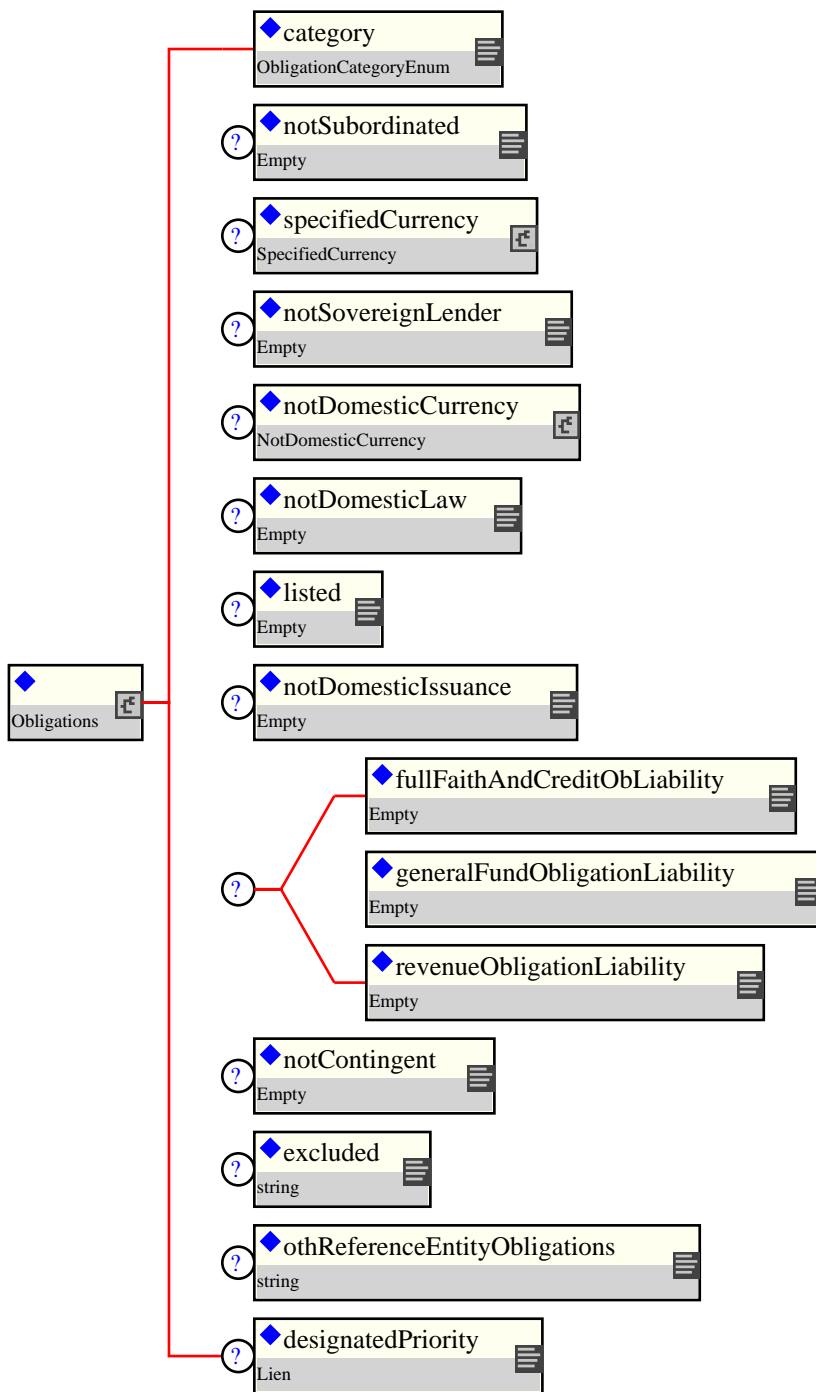 category
ObligationCategoryEnum
?
notSubordinated
Empty
?
specifiedCurrency
SpecifiedCurrency
?
notSovereignLender
Empty
?
notDomesticCurrency
NotDomesticCurrency
?
notDomesticLaw
Empty
?
listed
Empty
Obligations
?
notDomesticIssuance
Empty
fullFaithAndCreditObLiability
Empty
?
generalFundObligationLiability
Empty
revenueObligationLiability
Empty
?
notContingent
Empty
?
excluded
string
?
othReferenceEntityObligations
string
?
designatedPriority
Lien